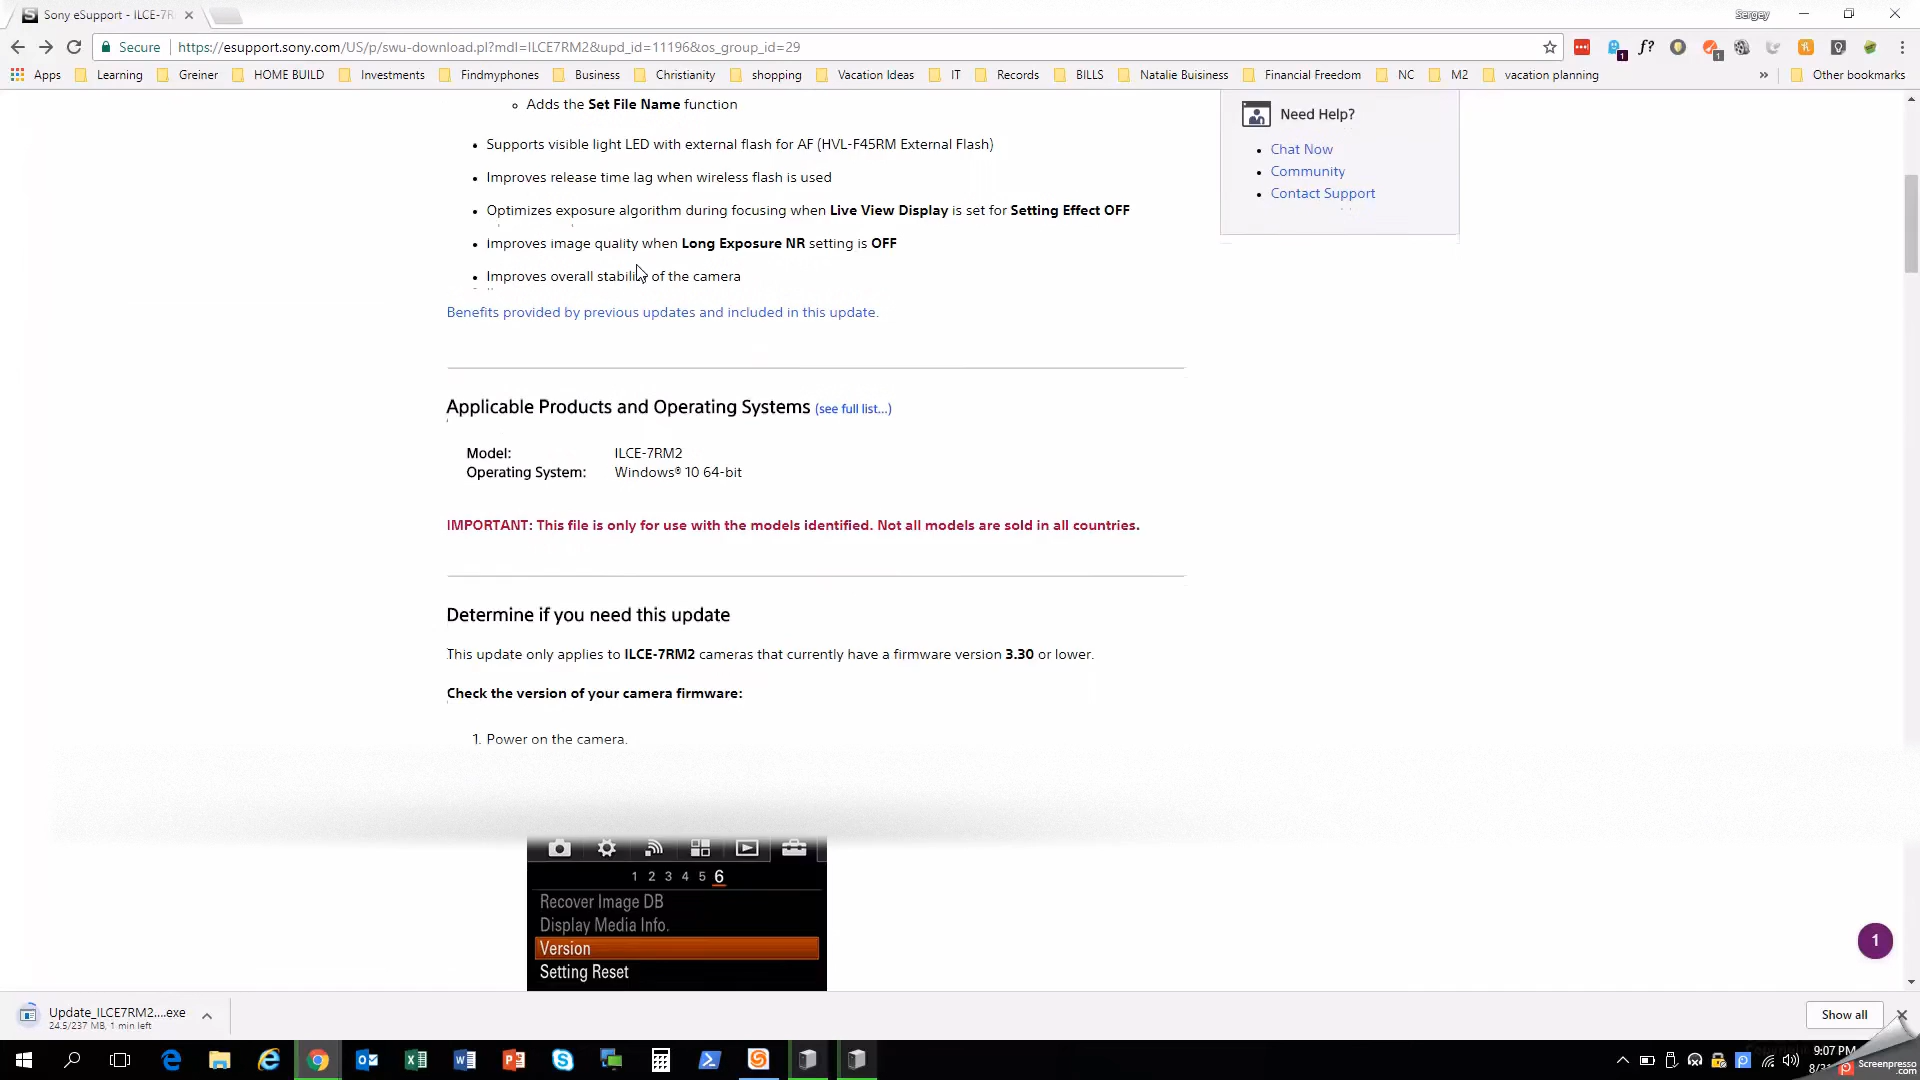 Sony eSupport - ILCE-7R
Sergey
Secure https://esupport.sony.com/US/p/swu-download.pl?mdl=ILCE7RM2&upd_id=11196&os_group_id=29
Apps Learning Greiner HOME BUILD Investments Findmyphones Business Christianity shopping Vacation Ideas IT Records BILLS Natalie Buisiness Financial Freedom NC M2 vacation planning » Other bookmarks
Adds the Set File Name function
Need Help?
Chat Now
Community
Contact Support
Supports visible light LED with external flash for AF (HVL-F45RM External Flash)
Improves release time lag when wireless flash is used
Optimizes exposure algorithm during focusing when Live View Display is set for Setting Effect OFF
Improves image quality when Long Exposure NR setting is OFF
Improves overall stability of the camera
Benefits provided by previous updates and included in this update.
Applicable Products and Operating Systems (see full list...)
Model: ILCE-7RM2
Operating System: Windows® 10 64-bit
IMPORTANT: This file is only for use with the models identified. Not all models are sold in all countries.
Determine if you need this update
This update only applies to ILCE-7RM2 cameras that currently have a firmware version 3.30 or lower.
Check the version of your camera firmware:
1. Power on the camera.
1 2 3 4 5 6
Recover Image DB
Display Media Info.
Version
Setting Reset
1
Update_ILCE7RM2....exe
24.5/237 MB, 1 min left
Show all
9:07 PM
Screenpresso
.com